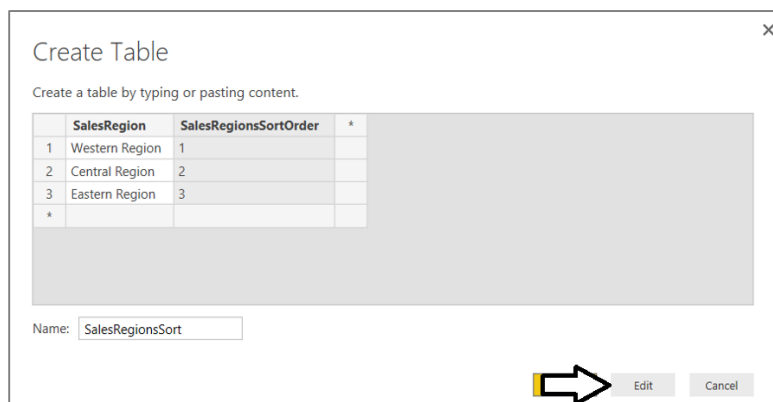 Create Table
Create a table by typing or pasting content.
SalesRegion SalesRegionsSortOrder *
1 Western Region 1
2 Central Region 2
3 Eastern Region 3
*
Name: SalesRegionsSort
Edit Cancel